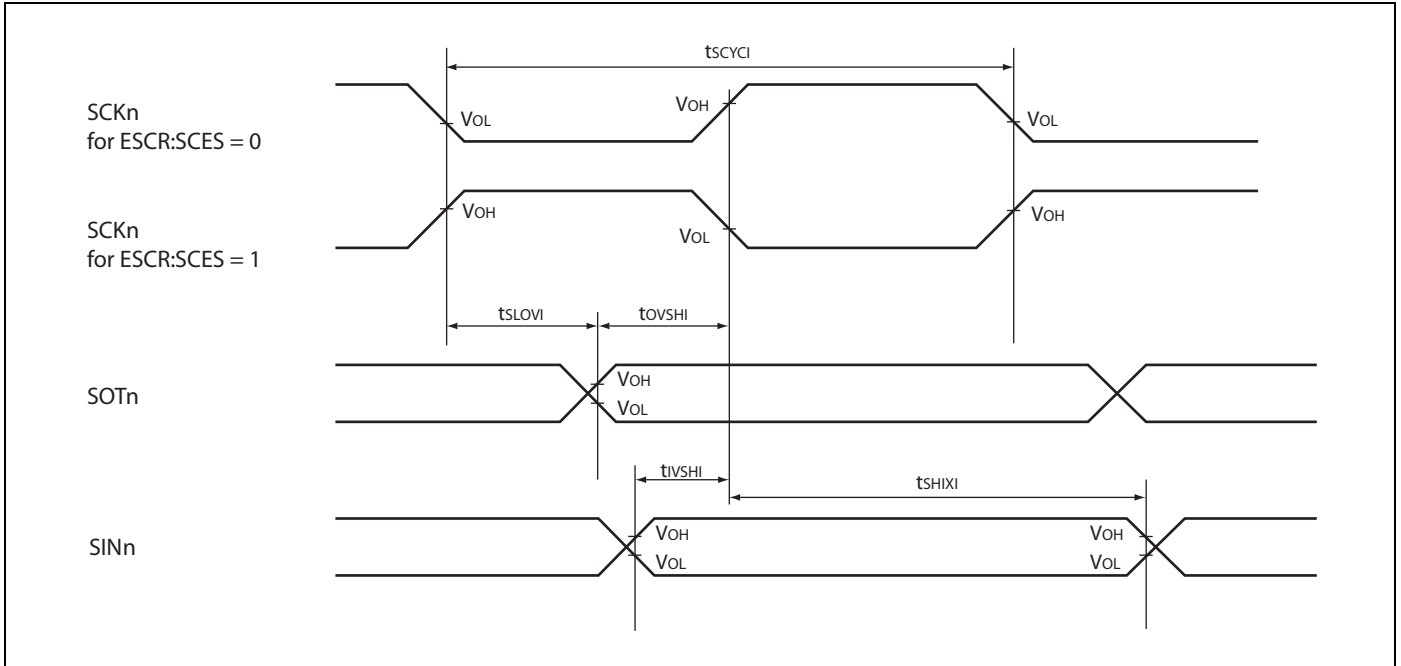 tSCYCI
SCKn
for ESCR:SCES = 0
VOL
VOH
VOL
SCKn
for ESCR:SCES = 1
VOH
VOL
VOH
tSLOVI
tOVSHI
SOTn
VOH
VOL
tIVSHI
tSHIXI
SINn
VOH
VOL
VOH
VOL